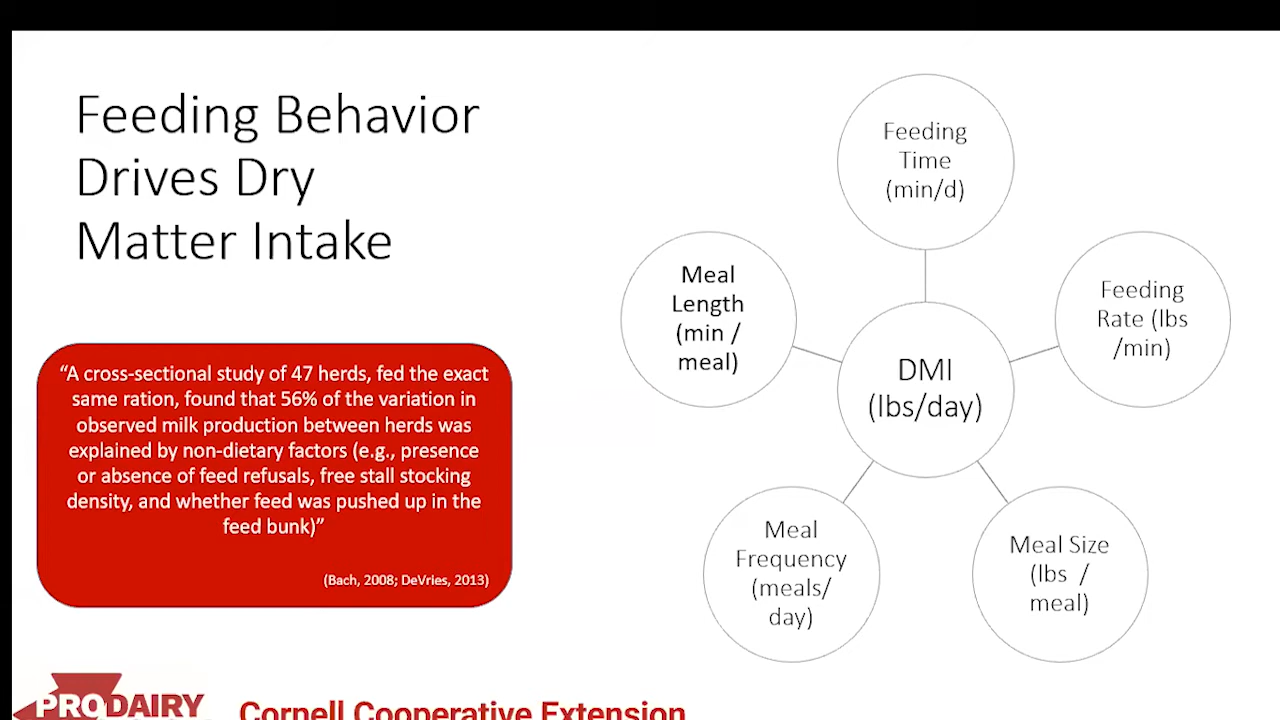 Feeding Behavior
Drives Dry
Matter Intake
“A cross-sectional study of 47 herds, fed the exact
same ration, found that 56% of the variation in
observed milk production between herds was
explained by non-dietary factors (e.g., presence
or absence of feed refusals, free stall stocking
density, and whether feed was pushed up in the
feed bunk)”
(Bach, 2008; DeVries, 2013)
Feeding
Time
(min/d)
Feeding
Rate (lbs
/min)
Meal Size
(lbs /
meal)
Meal
Frequency
(meals/
day)
Meal
Length
(min /
meal)
DMI
(lbs/day)
PRODAIRY
Cornell Cooperative Extension